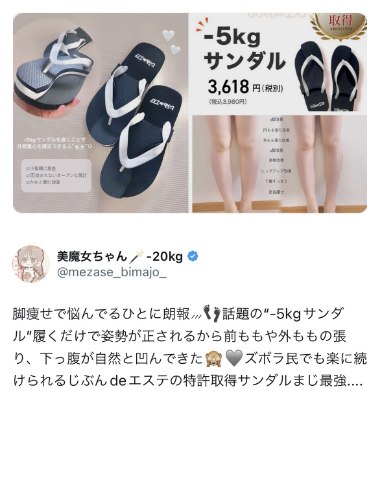 取得
-5kg
サンダル
3,618円(税別)
(税込3,980円)
美魔女ちゃん🪄-20kg
@mezase_bimajo_
脚痩せで悩んでるひとに朗報⸝⸝⸝👣話題の“-5kgサンダ
ル”履くだけで姿勢が正されるから前ももや外ももの張
り、下っ腹が自然と凹んできた🙈🩶ズボラ民でも楽に続
けられるじぶんdeエステの特許取得サンダルまじ最強....